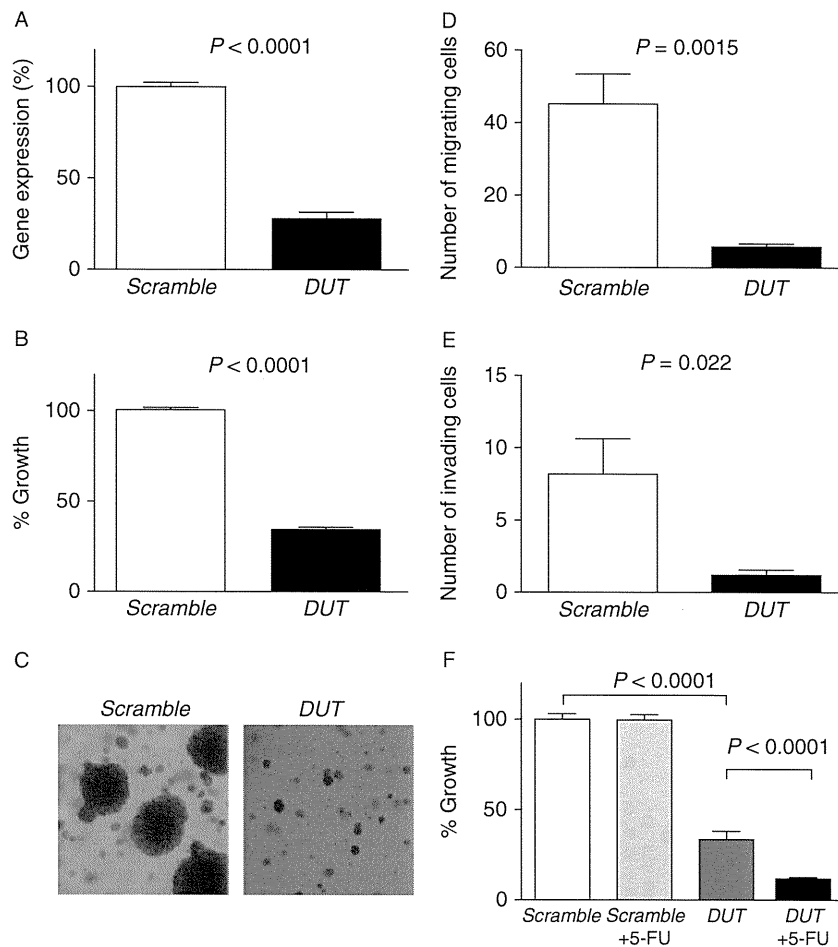 A
P < 0.0001
Gene expression (%)
100
50
0
Scramble
DUT
B
P < 0.0001
% Growth
100
50
0
Scramble
DUT
C
Scramble
DUT
D
P = 0.0015
Number of migrating cells
60
40
20
0
Scramble
DUT
E
P = 0.022
Number of invading cells
15
10
5
0
Scramble
DUT
F
P < 0.0001
P < 0.0001
% Growth
100
50
0
Scramble
Scramble
+5-FU
DUT
DUT
+5-FU